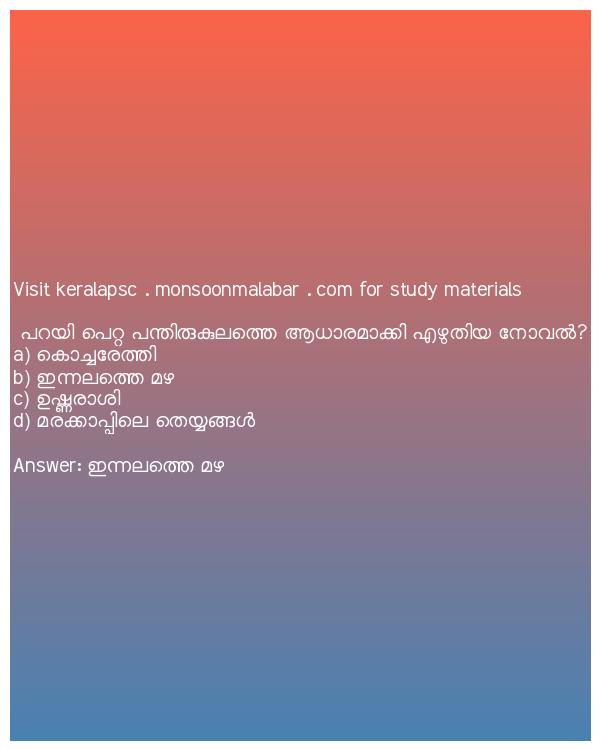 Visit keralapsc . monsoonmalabar . com for study materials
പറയി പെറ്റ പന്തിരുകുലത്തെ ആധാരമാക്കി എഴുതിയ നോവൽ?
a) കൊച്ചരേത്തി
b) ഇന്നലത്തെ മഴ
c) ഉഷ്ണരാശി
d) മരക്കാപ്പിലെ തെയ്യങ്ങൾ
Answer: ഇന്നലത്തെ മഴ